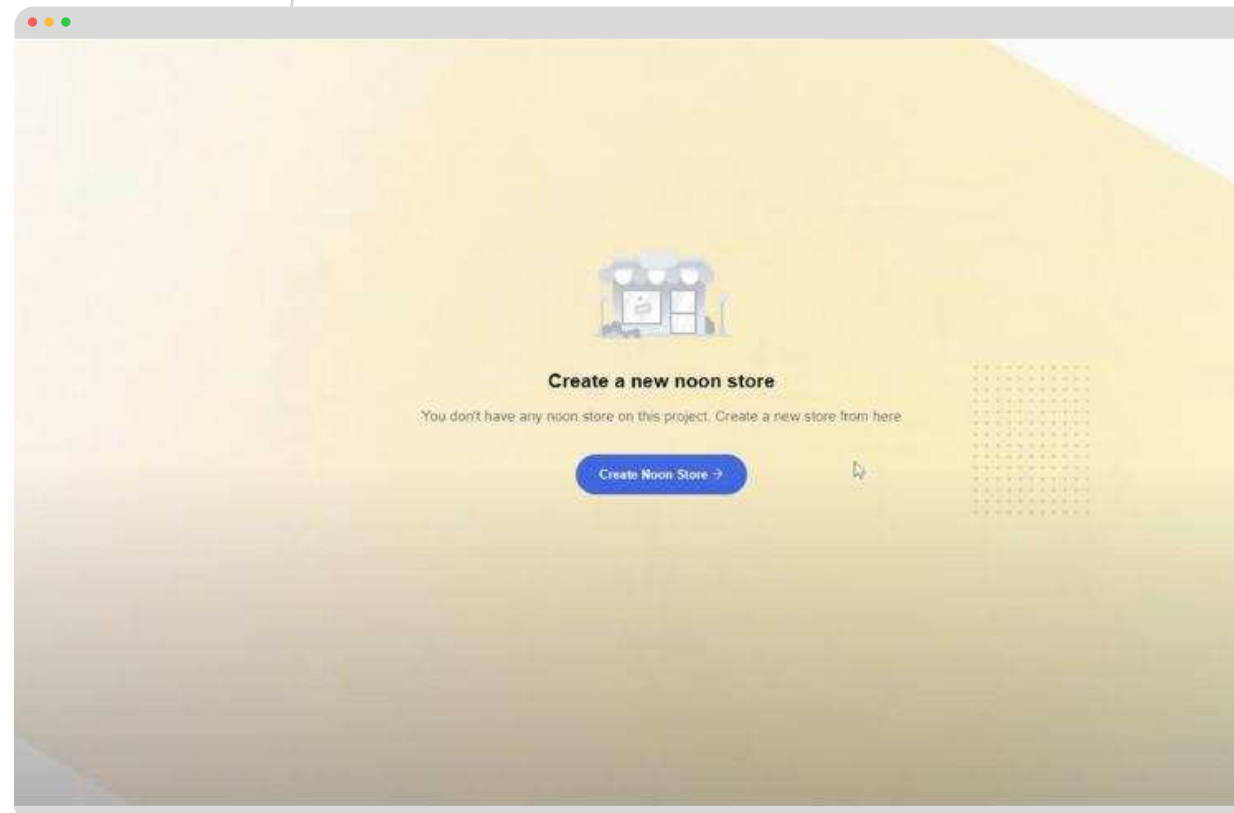 Create a new noon store
You don't have any noon store on this project. Create a new store from here
Create Noon Store →